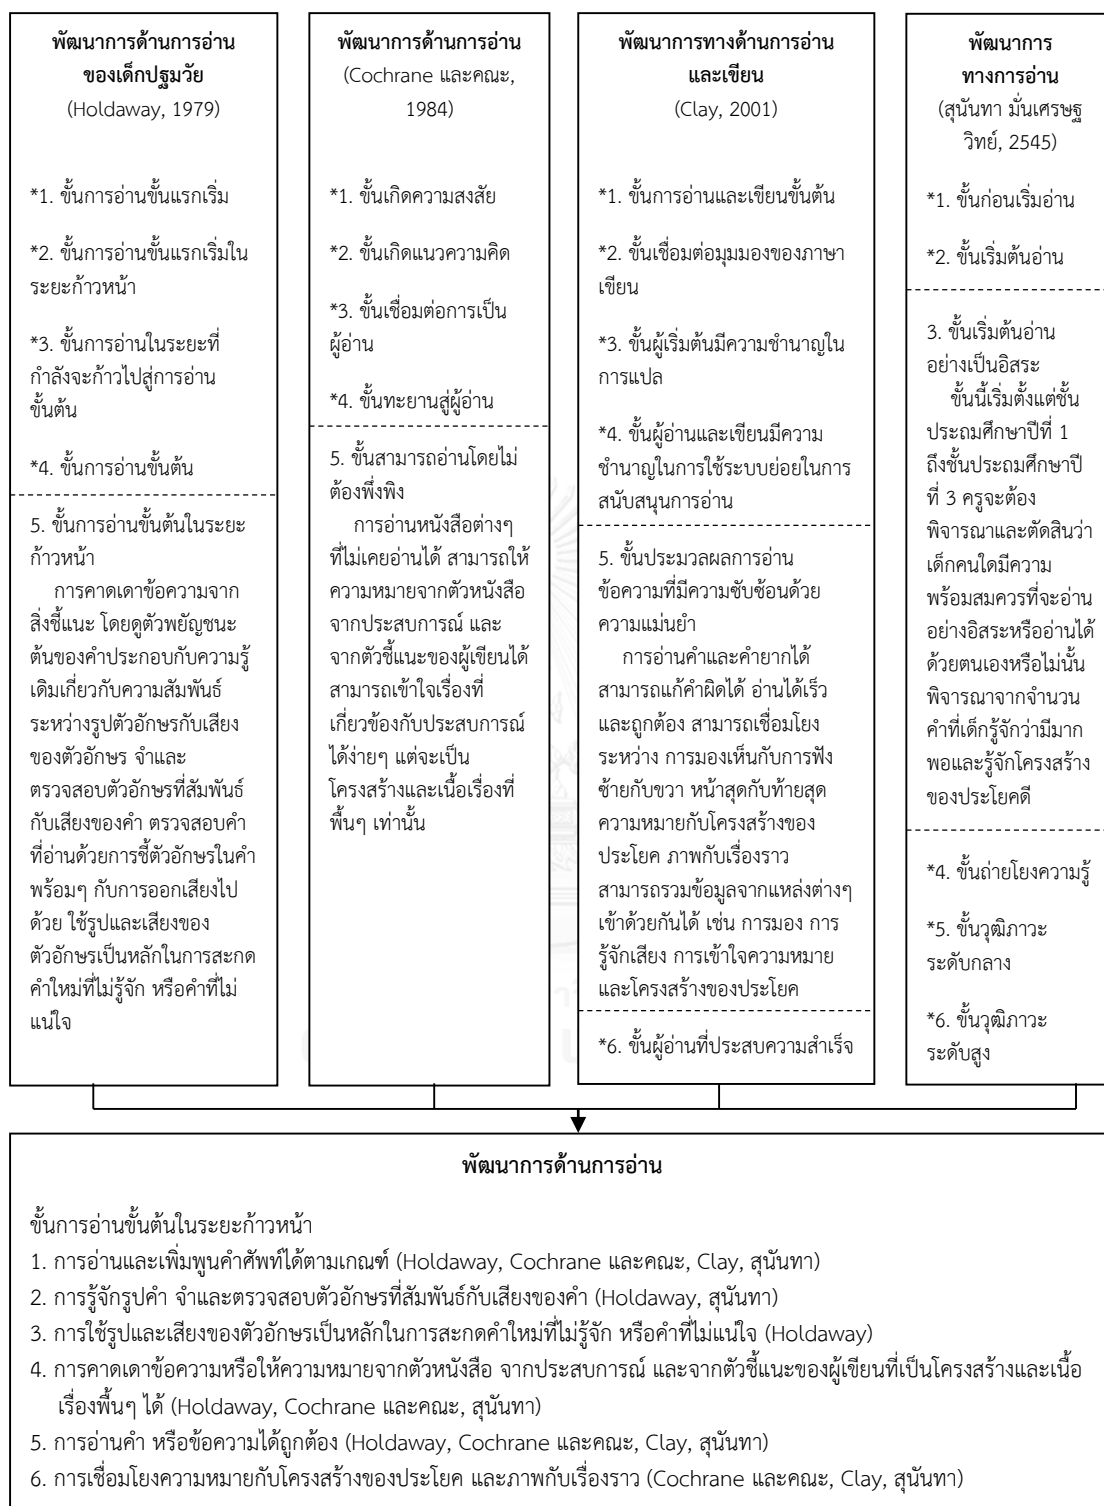 พัฒนาการด้านการอ่าน
ของเด็กปฐมวัย
(Holdaway, 1979)
*1. ขั้นการอ่านขั้นแรกเริ่ม
*2. ขั้นการอ่านขั้นแรกเริ่มใน
ระยะก้าวหน้า
*3. ขั้นการอ่านในระยะที่
กำลังจะก้าวไปสู่การอ่าน
ขั้นต้น
*4. ขั้นการอ่านขั้นต้น
5. ขั้นการอ่านขั้นต้นในระยะ
ก้าวหน้า
การคาดเดาข้อความจาก
สิ่งชี้แนะ โดยดูตัวพยัญชนะ
ต้นของคำประกอบกับความรู้
เดิมเกี่ยวกับความสัมพันธ์
ระหว่างรูปตัวอักษรกับเสียง
ของตัวอักษร จำและ
ตรวจสอบตัวอักษรที่สัมพันธ์
กับเสียงของคำ ตรวจสอบคำ
ที่อ่านด้วยการชี้ตัวอักษรในคำ
พร้อมๆ กับการออกเสียงไป
ด้วย ใช้รูปและเสียงของ
ตัวอักษรเป็นหลักในการสะกด
คำใหม่ที่ไม่รู้จัก หรือคำที่ไม่
แน่ใจ
พัฒนาการด้านการอ่าน
(Cochrane และคณะ,
1984)
*1. ขั้นเกิดความสงสัย
*2. ขั้นเกิดแนวความคิด
*3. ขั้นเชื่อมต่อการเป็น
ผู้อ่าน
*4. ขั้นทะยานสู่ผู้อ่าน
5. ขั้นสามารถอ่านโดยไม่
ต้องพึ่งพิง
การอ่านหนังสือต่างๆ
ที่ไม่เคยอ่านได้ สามารถให้
ความหมายจากตัวหนังสือ
จากประสบการณ์ และ
จากตัวชี้แนะของผู้เขียนได้
สามารถเข้าใจเรื่องที่
เกี่ยวข้องกับประสบการณ์
ได้ง่ายๆ แต่จะเป็น
โครงสร้างและเนื้อเรื่องที่
พื้นๆ เท่านั้น
พัฒนาการทางด้านการอ่าน
และเขียน
(Clay, 2001)
*1. ขั้นการอ่านและเขียนขั้นต้น
*2. ขั้นเชื่อมต่อมุมมองของภาษา
เขียน
*3. ขั้นผู้เริ่มต้นมีความชำนาญใน
การแปล
*4. ขั้นผู้อ่านและเขียนมีความ
ชำนาญในการใช้ระบบย่อยในการ
สนับสนุนการอ่าน
5. ขั้นประมวลผลการอ่าน
ข้อความที่มีความซับซ้อนด้วย
ความแม่นยำ
การอ่านคำและคำยากได้
สามารถแก้คำผิดได้ อ่านได้เร็ว
และถูกต้อง สามารถเชื่อมโยง
ระหว่าง การมองเห็นกับการฟัง
ซ้ายกับขวา หน้าสุดกับท้ายสุด
ความหมายกับโครงสร้างของ
ประโยค ภาพกับเรื่องราว
สามารถรวมข้อมูลจากแหล่งต่างๆ
เข้าด้วยกันได้ เช่น การมอง การ
รู้จักเสียง การเข้าใจความหมาย
และโครงสร้างของประโยค
*6. ขั้นผู้อ่านที่ประสบความสำเร็จ
พัฒนาการ
ทางการอ่าน
(สุนันทา มั่นเศรษฐ
วิทย์, 2545)
*1. ขั้นก่อนเริ่มอ่าน
*2. ขั้นเริ่มต้นอ่าน
3. ขั้นเริ่มต้นอ่าน
อย่างเป็นอิสระ
ขั้นนี้เริ่มตั้งแต่ชั้น
ประถมศึกษาปีที่ 1
ถึงชั้นประถมศึกษาปี
ที่ 3 ครูจะต้อง
พิจารณาและตัดสินว่า
เด็กคนใดมีความ
พร้อมสมควรที่จะอ่าน
อย่างอิสระหรืออ่านได้
ด้วยตนเองหรือไม่นั้น
พิจารณาจากจำนวน
คำที่เด็กรู้จักว่ามีมาก
พอและรู้จักโครงสร้าง
ของประโยคดี
*4. ขั้นถ่ายโยงความรู้
*5. ขั้นวุฒิภาวะ
ระดับกลาง
*6. ขั้นวุฒิภาวะ
ระดับสูง
พัฒนาการด้านการอ่าน
ขั้นการอ่านขั้นต้นในระยะก้าวหน้า
1. การอ่านและเพิ่มพูนคำศัพท์ได้ตามเกณฑ์ (Holdaway, Cochrane และคณะ, Clay, สุนันทา)
2. การรู้จักรูปคำ จำและตรวจสอบตัวอักษรที่สัมพันธ์กับเสียงของคำ (Holdaway, สุนันทา)
3. การใช้รูปและเสียงของตัวอักษรเป็นหลักในการสะกดคำใหม่ที่ไม่รู้จัก หรือคำที่ไม่แน่ใจ (Holdaway)
4. การคาดเดาข้อความหรือให้ความหมายจากตัวหนังสือ จากประสบการณ์ และจากตัวชี้แนะของผู้เขียนที่เป็นโครงสร้างและเนื้อ
เรื่องพื้นๆ ได้ (Holdaway, Cochrane และคณะ, สุนันทา)
5. การอ่านคำ หรือข้อความได้ถูกต้อง (Holdaway, Cochrane และคณะ, Clay, สุนันทา)
6. การเชื่อมโยงความหมายกับโครงสร้างของประโยค และภาพกับเรื่องราว (Cochrane และคณะ, Clay, สุนันทา)